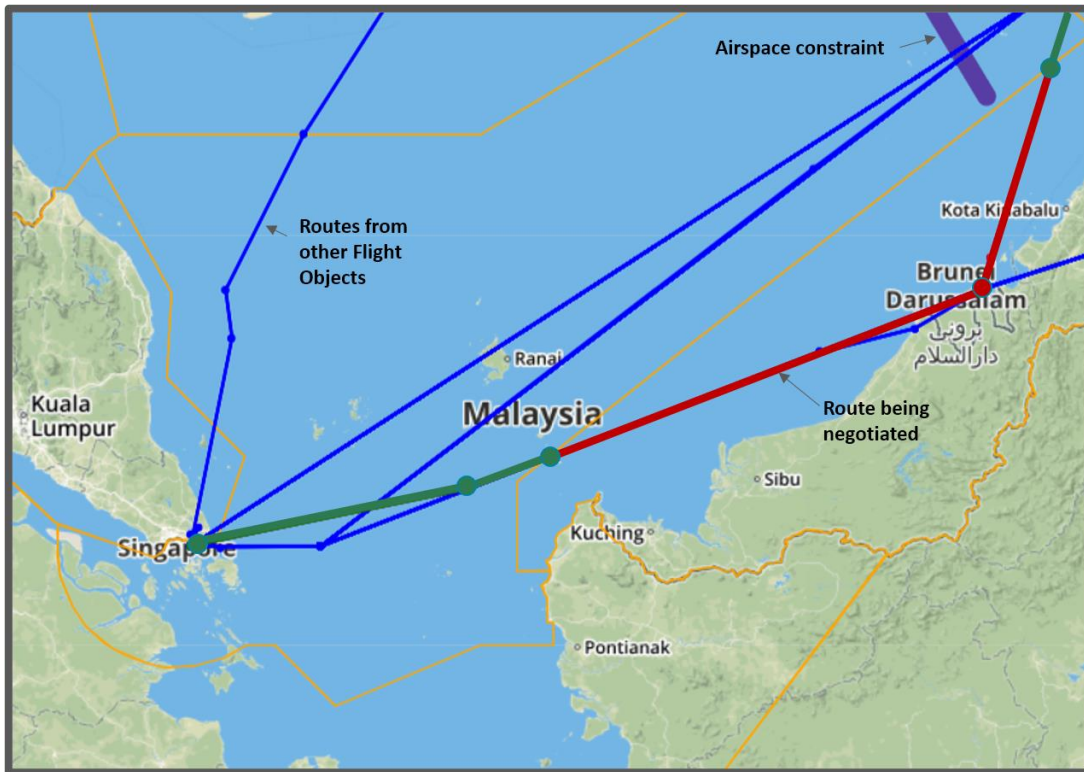 Airspace constraint
Kota Kinabalu
Routes from
other Flight
Objects
Brunei
Darussalam
بروني
دارالسلام
Ranai
Kuala
Lumpur
Malaysia
Route being
negotiated
Sibu
Singapore
Kuching
Pontianak